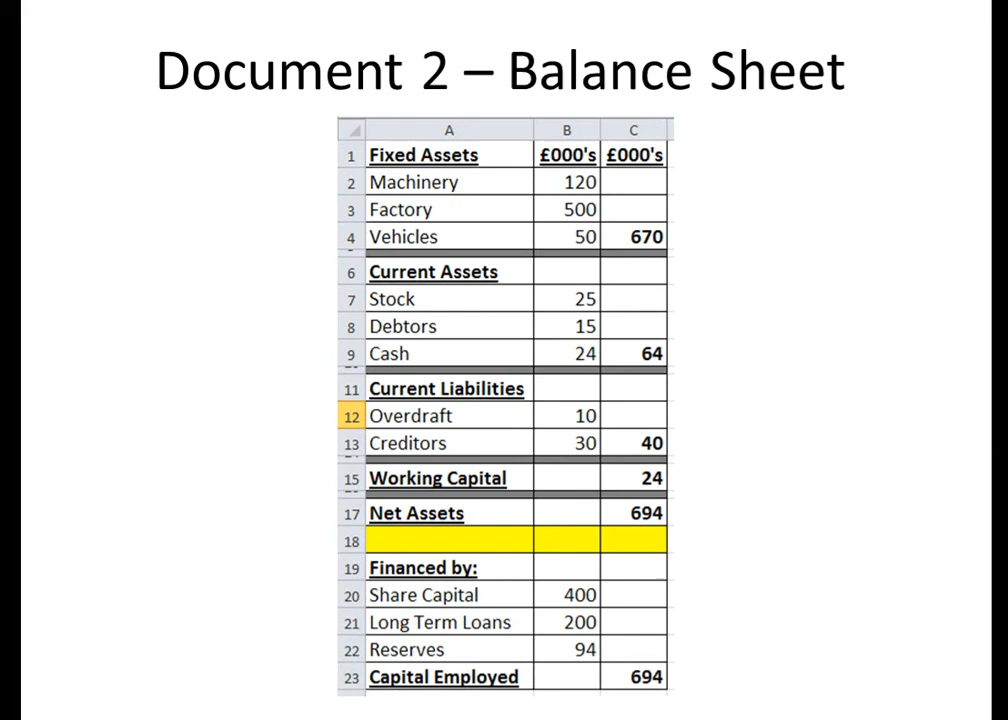 Document 2 – Balance Sheet
A B C
1 Fixed Assets £000's £000's
2 Machinery 120
3 Factory 500
4 Vehicles 50 670
6 Current Assets
7 Stock 25
8 Debtors 15
9 Cash 24 64
11 Current Liabilities
12 Overdraft 10
13 Creditors 30 40
15 Working Capital 24
17 Net Assets 694
18
19 Financed by:
20 Share Capital 400
21 Long Term Loans 200
22 Reserves 94
23 Capital Employed 694